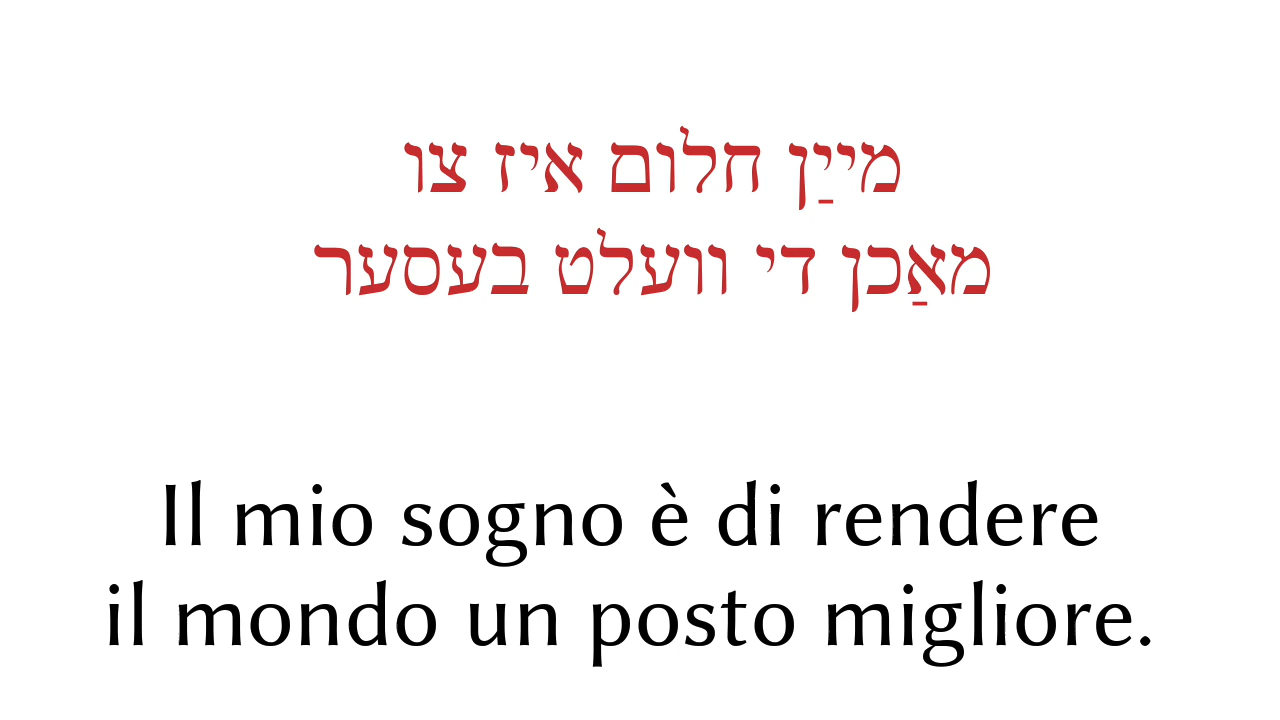 מייַן חלום איז צו
מאַכן די וועלט בעסער
Il mio sogno è di rendere
il mondo un posto migliore.